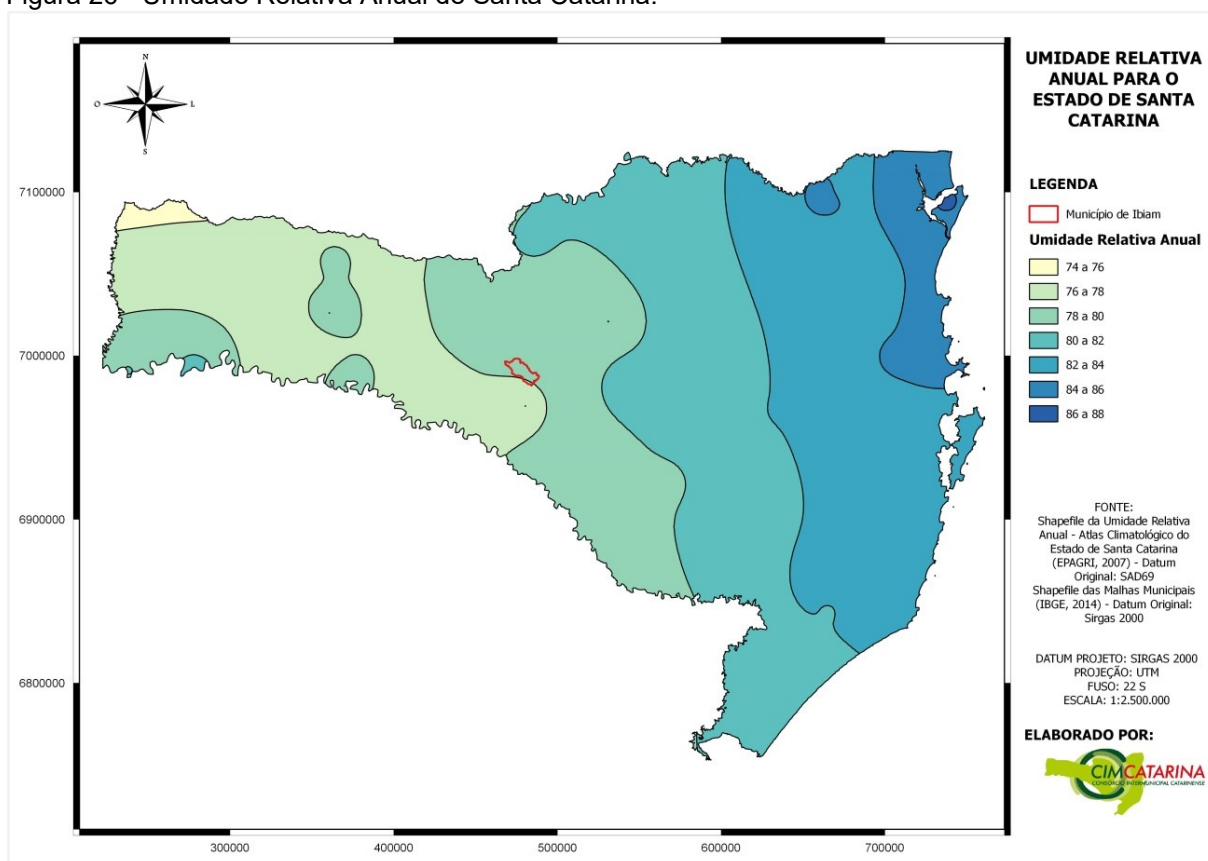 Figura 20 - Umidade Relativa Anual de Santa Catarina.
UMIDADE RELATIVA
ANUAL PARA O
ESTADO DE SANTA
CATARINA
N
O
L
S
7100000
7000000
6900000
6800000
300000
400000
500000
600000
700000
LEGENDA
Município de Ibiam
Umidade Relativa Anual
74 a 76
76 a 78
78 a 80
80 a 82
82 a 84
84 a 86
86 a 88
FONTE:
Shapefile da Umidade Relativa
Anual - Atlas Climatológico do
Estado de Santa Catarina
(EPAGRI, 2007) - Datum
Original: SAD69
Shapefile das Malhas Municipais
(IBGE, 2014) - Datum Original:
Sirgas 2000
DATUM PROJETO: SIRGAS 2000
PROJEÇÃO: UTM
FUSO: 22 S
ESCALA: 1:2.500.000
ELABORADO POR:
CIMCATARINA
CONSÓRCIO INTERMUNICIPAL CATARINENSE